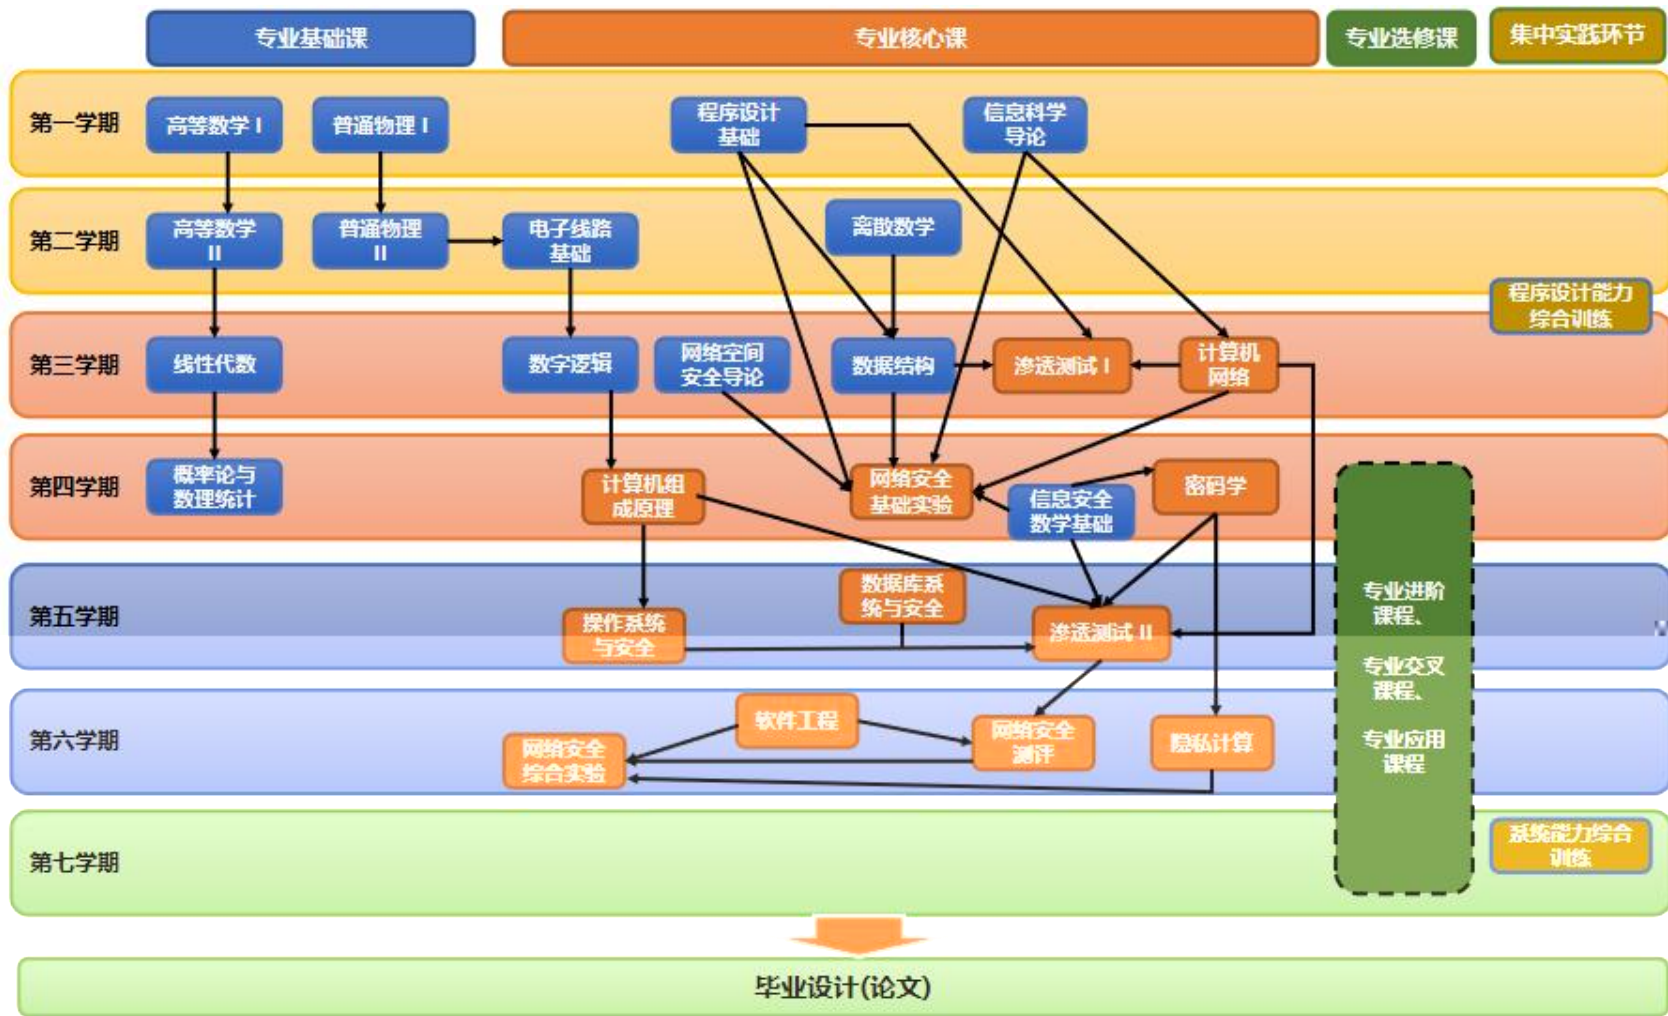 专业基础课
专业核心课
专业选修课
集中实践环节
第一学期
高等数学 I
普通物理 I
程序设计
基础
信息科学
导论
第二学期
高等数学
II
普通物理
II
电子线路
基础
离散数学
程序设计能力
综合训练
第三学期
线性代数
数字逻辑
网络空间
安全导论
数据结构
渗透测试 I
计算机
网络
第四学期
概率论与
数理统计
计算机组
成原理
网络安全
基础实验
信息安全
数学基础
密码学
第五学期
操作系统
与安全
数据库系
统与安全
渗透测试 II
专业进阶
课程、
专业交叉
课程、
专业应用
课程
第六学期
网络安全
综合实验
软件工程
网络安全
测评
隐私计算
第七学期
系统能力综合
训练
毕业设计(论文)